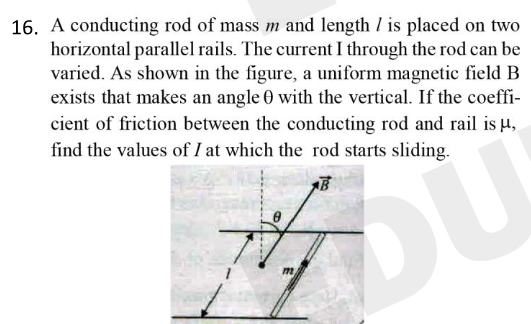 16. A conducting rod of mass m and length l is placed on two
horizontal parallel rails. The current I through the rod can be
varied. As shown in the figure, a uniform magnetic field B
exists that makes an angle θ with the vertical. If the coeffi-
cient of friction between the conducting rod and rail is μ,
find the values of I at which the rod starts sliding.
B
θ
l
m
EDU